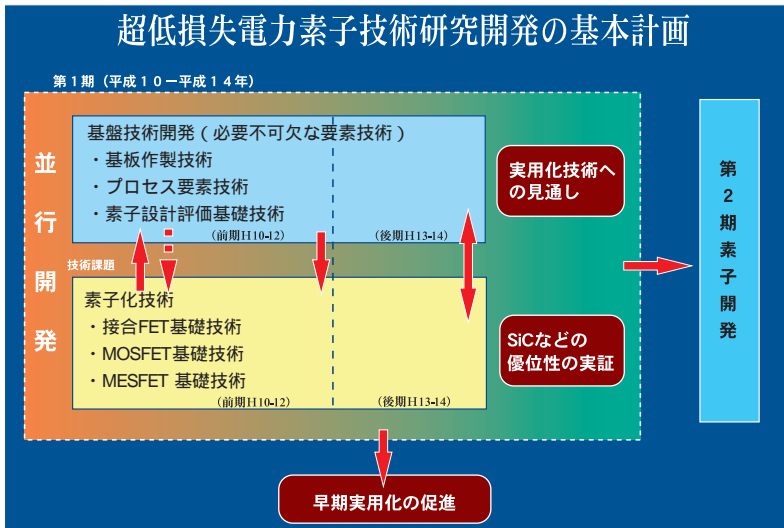 超低損失電力素子技術研究開発の基本計画
第1期（平成１０ー平成１４年）
並行開発
基盤技術開発（必要不可欠な要素技術）
・基板作製技術
・プロセス要素技術
・素子設計評価基礎技術
（前期H10-12）
（後期H13-14）
技術課題
素子化技術
・接合FET基礎技術
・MOSFET基礎技術
・MESFET 基礎技術
（前期H10-12）
（後期H13-14）
実用化技術へ
の見通し
SiCなどの
優位性の実証
第2期素子開発
早期実用化の促進